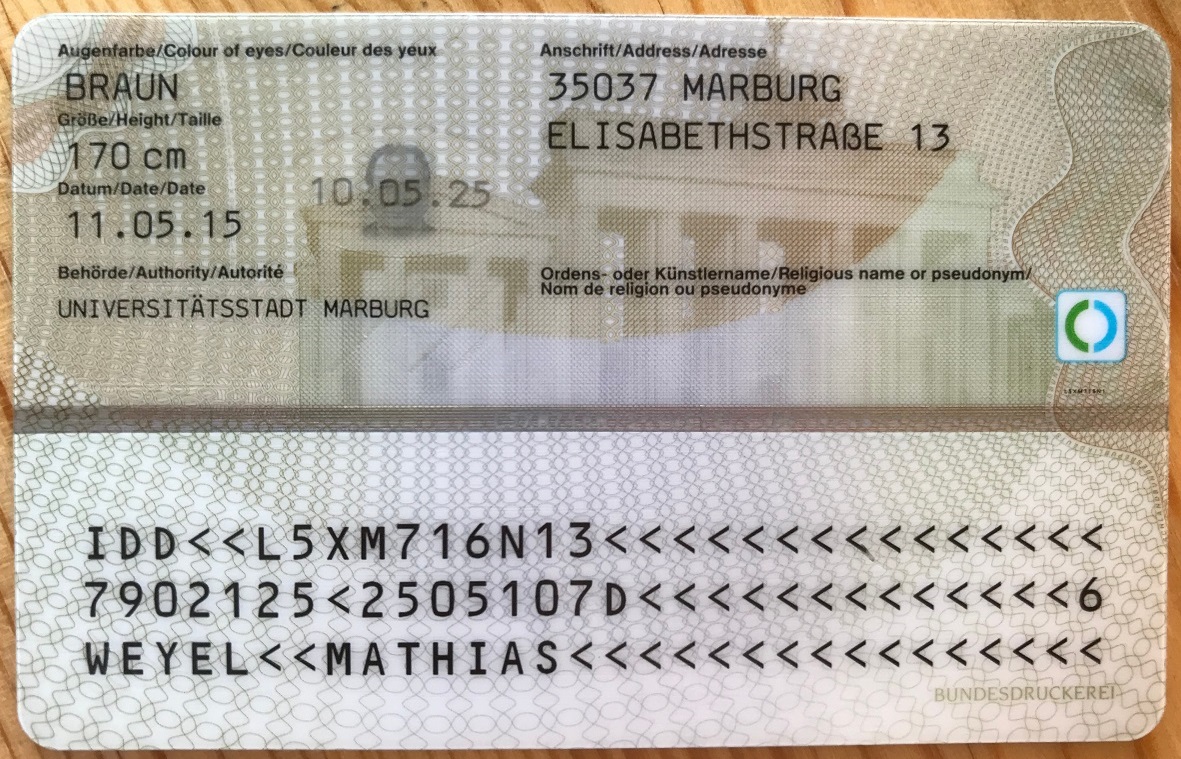 Augenfarbe/Colour of eyes/Couleur des yeux
BRAUN
Größe/Height/Taille
170 cm
Datum/Date/Date
11.05.15
10.05.25
Behörde/Authority/Autorité
UNIVERSITÄTSSTADT MARBURG
Anschrift/Address/Adresse
35037 MARBURG
ELISABETHSTRAßE 13
Ordens- oder Künstlername/Religious name or pseudonym/
Nom de religion ou pseudonyme
IDD<<L5XM716N13<<<<<<<<<<<<<<<
7902125<2505107D<<<<<<<<<<<<<6
WEYEL<<MATHIAS<<<<<<<<<<<<<<<<
BUNDESDRUCKEREI